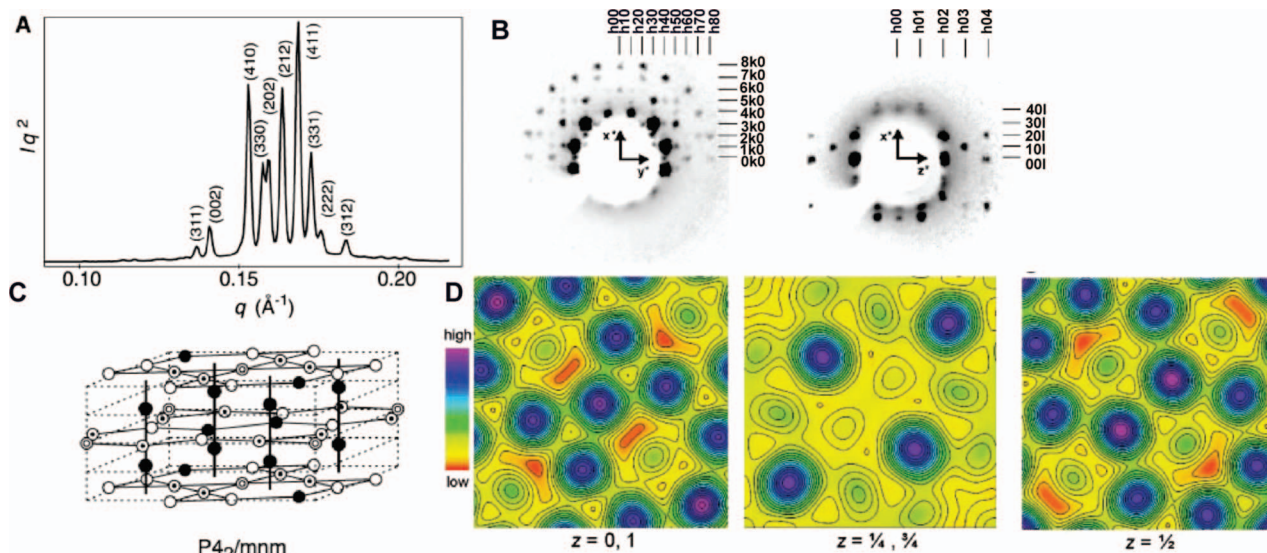 A
I q²
(311)
(002)
(410)
(330)
(202)
(212)
(411)
(331)
(222)
(312)
0.10
0.15
0.20
q (Å⁻¹)
B
h00
h10
h20
h30
h40
h50
h60
h80
8k0
7k0
6k0
5k0
4k0
3k0
2k0
1k0
0k0
x*
y*
h00
h01
h02
h03
h04
40l
30l
20l
10l
00l
x*
z*
C
P4₂/mnm
D
high
low
z = 0, 1
z = ¼ , ¾
z = ½